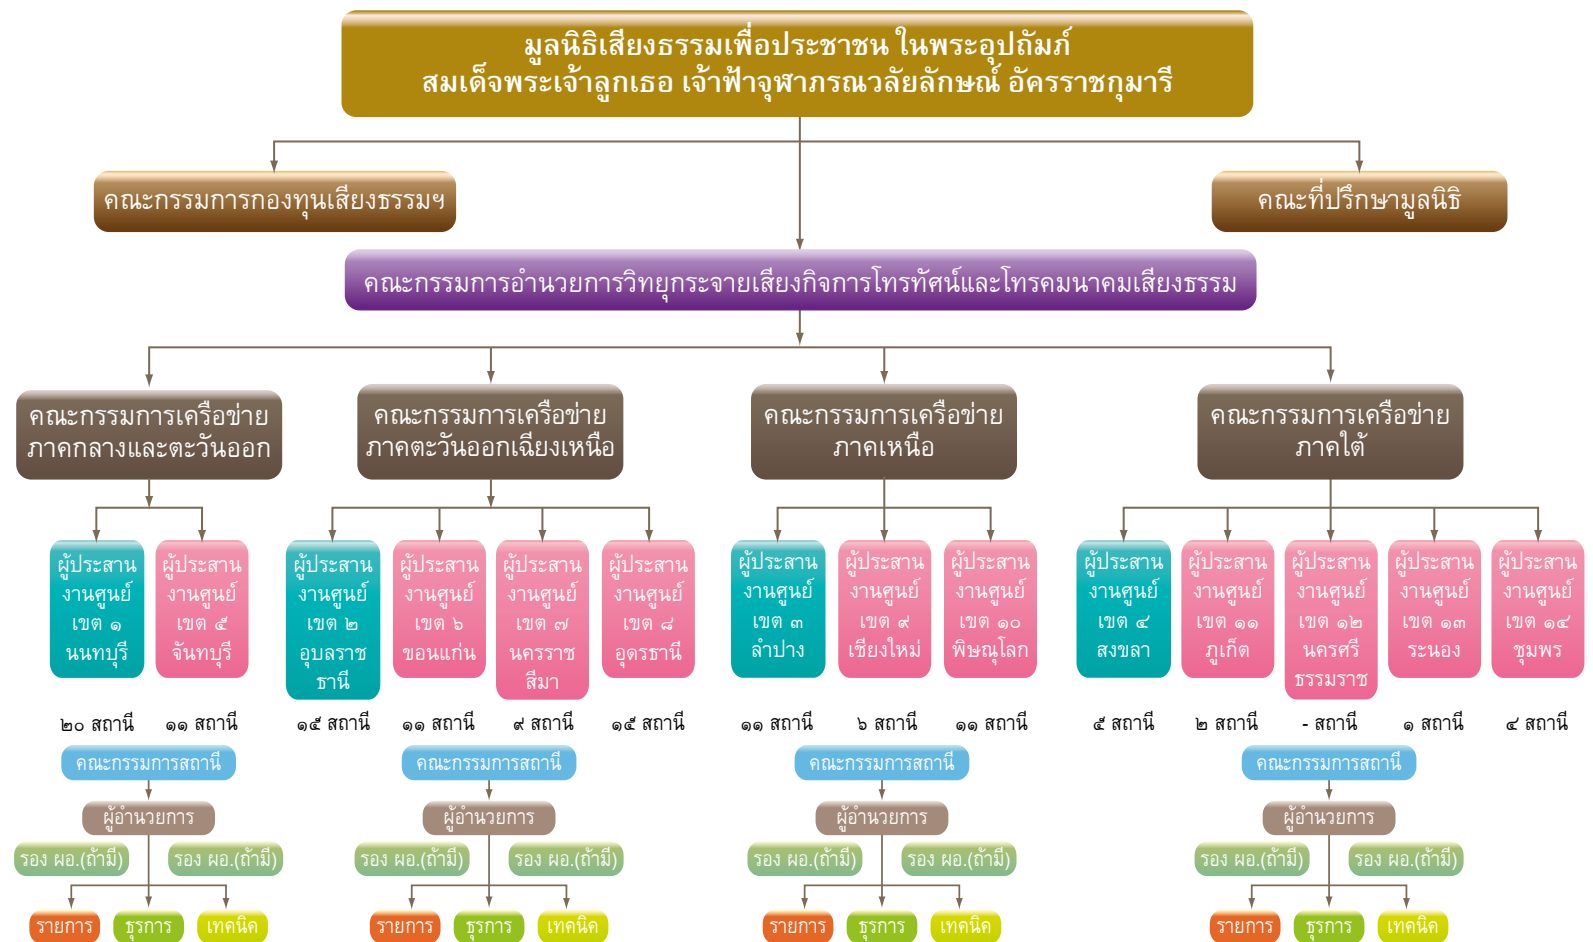 มูลนิธิเสียงธรรมเพื่อประชาชน ในพระอุปถัมภ์
สมเด็จพระเจ้าลูกเธอ เจ้าฟ้าจุฬาภรณวลัยลักษณ์ อัครราชกุมารี
คณะกรรมการกองทุนเสียงธรรมฯ
คณะที่ปรึกษามูลนิธิ
คณะกรรมการอำนวยการวิทยุกระจายเสียงกิจการโทรทัศน์และโทรคมนาคมเสียงธรรม
คณะกรรมการเครือข่าย
ภาคกลางและตะวันออก
คณะกรรมการเครือข่าย
ภาคตะวันออกเฉียงเหนือ
คณะกรรมการเครือข่าย
ภาคเหนือ
คณะกรรมการเครือข่าย
ภาคใต้
ผู้ประสาน
งานศูนย์
เขต ๑
นนทบุรี
ผู้ประสาน
งานศูนย์
เขต ๕
จันทบุรี
ผู้ประสาน
งานศูนย์
เขต ๒
อุบลราช
ธานี
ผู้ประสาน
งานศูนย์
เขต ๖
ขอนแก่น
ผู้ประสาน
งานศูนย์
เขต ๗
นครราช
สีมา
ผู้ประสาน
งานศูนย์
เขต ๘
อุดรธานี
ผู้ประสาน
งานศูนย์
เขต ๓
ลำปาง
ผู้ประสาน
งานศูนย์
เขต ๙
เชียงใหม่
ผู้ประสาน
งานศูนย์
เขต ๑๐
พิษณุโลก
ผู้ประสาน
งานศูนย์
เขต ๔
สงขลา
ผู้ประสาน
งานศูนย์
เขต ๑๑
ภูเก็ต
ผู้ประสาน
งานศูนย์
เขต ๑๒
นครศรี
ธรรมราช
ผู้ประสาน
งานศูนย์
เขต ๑๓
ระนอง
ผู้ประสาน
งานศูนย์
เขต ๑๔
ชุมพร
๒๐ สถานี
๑๑ สถานี
๑๕ สถานี
๑๑ สถานี
๙ สถานี
๑๕ สถานี
๑๑ สถานี
๖ สถานี
๑๑ สถานี
๕ สถานี
๒ สถานี
- สถานี
๑ สถานี
๔ สถานี
คณะกรรมการสถานี
คณะกรรมการสถานี
คณะกรรมการสถานี
คณะกรรมการสถานี
ผู้อำนวยการ
ผู้อำนวยการ
ผู้อำนวยการ
ผู้อำนวยการ
รอง ผอ.(ถ้ามี)
รอง ผอ.(ถ้ามี)
รอง ผอ.(ถ้ามี)
รอง ผอ.(ถ้ามี)
รอง ผอ.(ถ้ามี)
รอง ผอ.(ถ้ามี)
รอง ผอ.(ถ้ามี)
รอง ผอ.(ถ้ามี)
รายการ
ธุรการ
เทคนิค
รายการ
ธุรการ
เทคนิค
รายการ
ธุรการ
เทคนิค
รายการ
ธุรการ
เทคนิค